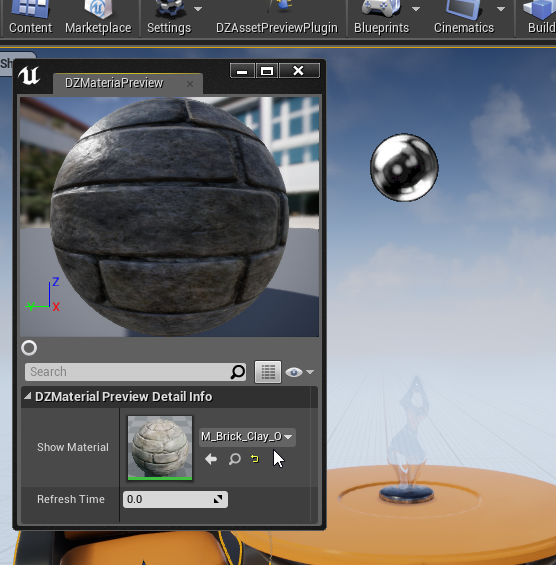 Content Marketplace Settings DZAssetPreviewPlugin Blueprints Cinematics Build
Sh
DZMateriaPreview
Z
Y X
Search
DZMaterial Preview Detail Info
Show Material
M_Brick_Clay_O
Refresh Time 0.0